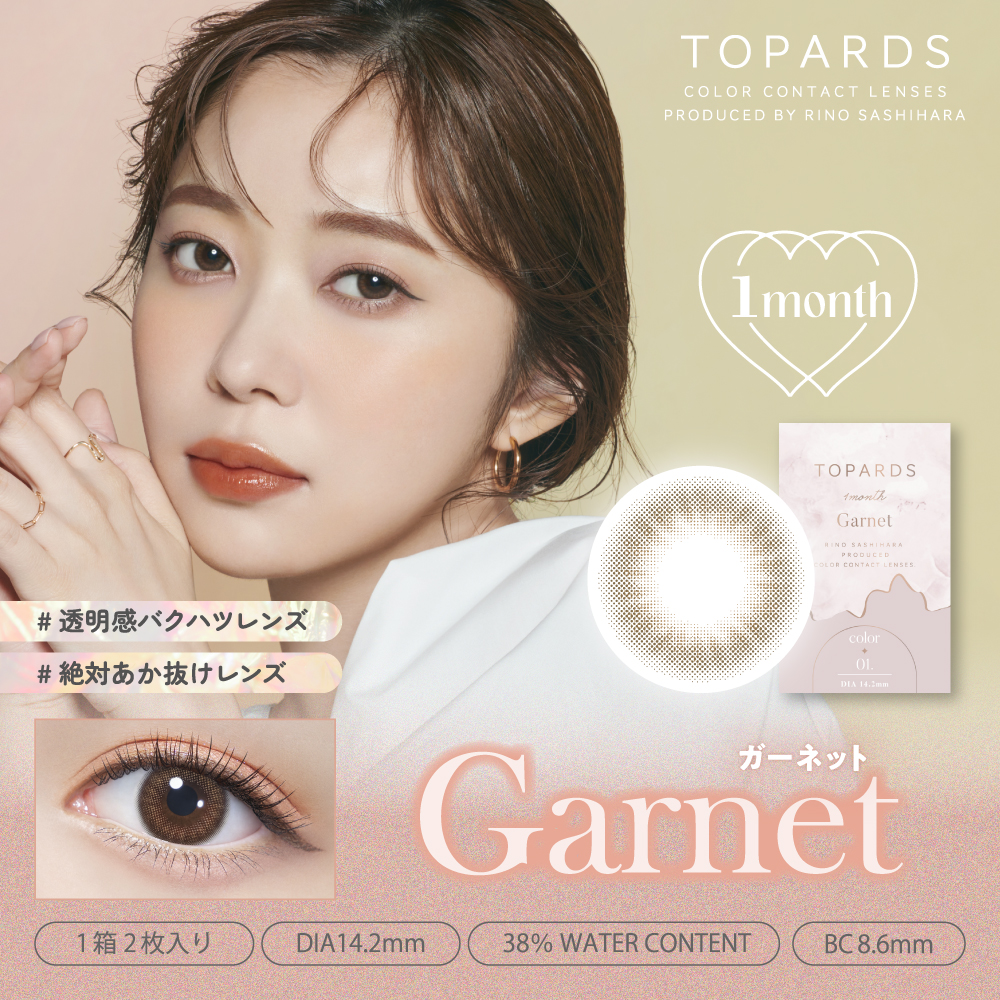 TOPARDS
COLOR CONTACT LENSES
PRODUCED BY RINO SASHIHARA
1month
TOPARDS
1month
Garnet
RINO SASHIHARA
PRODUCED
COLOR CONTACT LENSES
color
OL
DIA 14.2mm
# 透明感バクハツレンズ
# 絶対あか抜けレンズ
ガーネット
Garnet
1箱2枚入り
DIA14.2mm
38% WATER CONTENT
BC 8.6mm